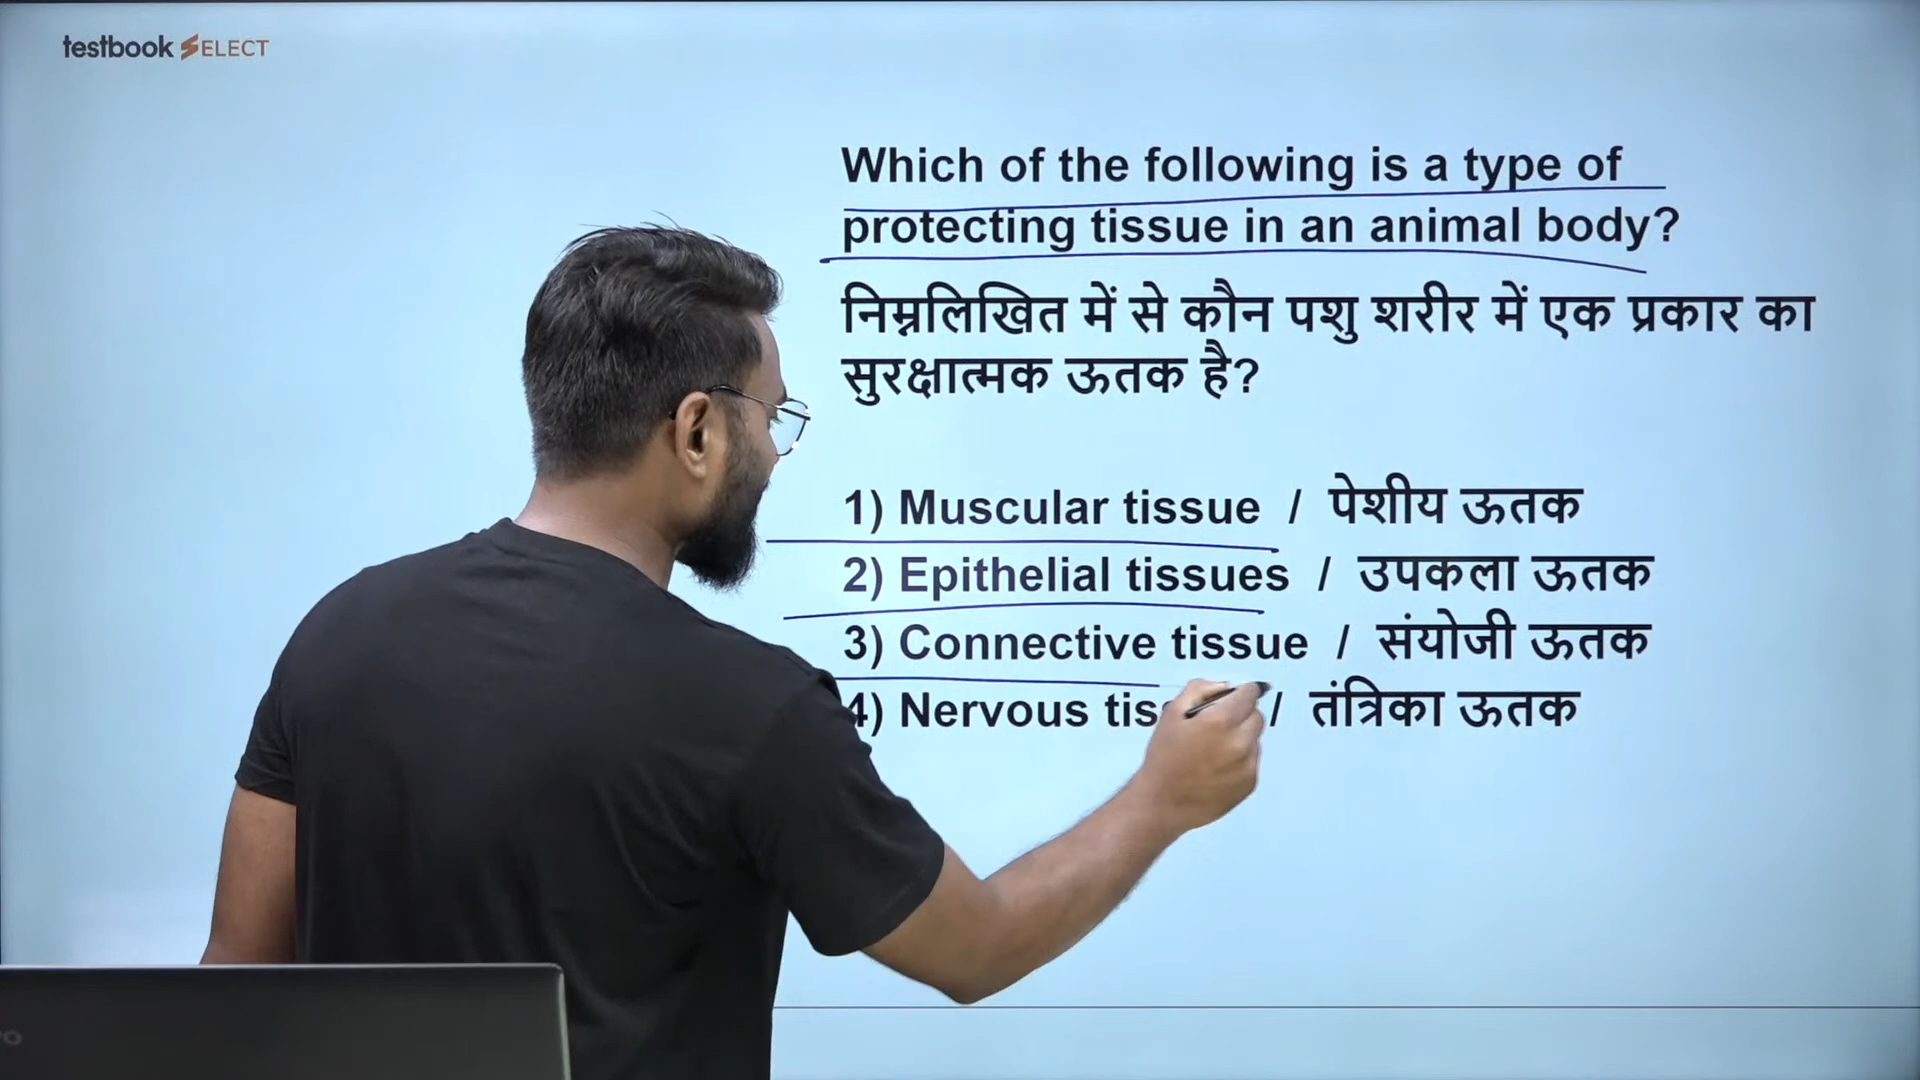 testbook SELECT
Which of the following is a type of
protecting tissue in an animal body?
निम्नलिखित में से कौन पशु शरीर में एक प्रकार का
सुरक्षात्मक ऊतक है?
1) Muscular tissue / पेशीय ऊतक
2) Epithelial tissues / उपकला ऊतक
3) Connective tissue / संयोजी ऊतक
4) Nervous / तंत्रिका ऊतक